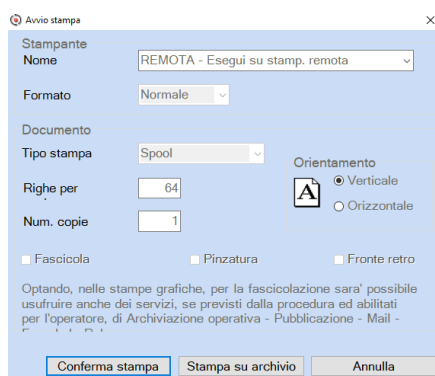 Avvio stampa
Stampante
Nome
REMOTA - Esegui su stamp. remota
Formato
Normale
Documento
Tipo stampa
Spool
Righe per
64
Num. copie
1
Orientamento
A
Verticale
Orizzontale
Fascicola
Pinzatura
Fronte retro
Optando, nelle stampe grafiche, per la fascicolazione sara' possibile
usufruire anche dei servizi, se previsti dalla procedura ed abilitati
per l'operatore, di Archiviazione operativa - Pubblicazione - Mail -
Conferma stampa
Stampa su archivio
Annulla